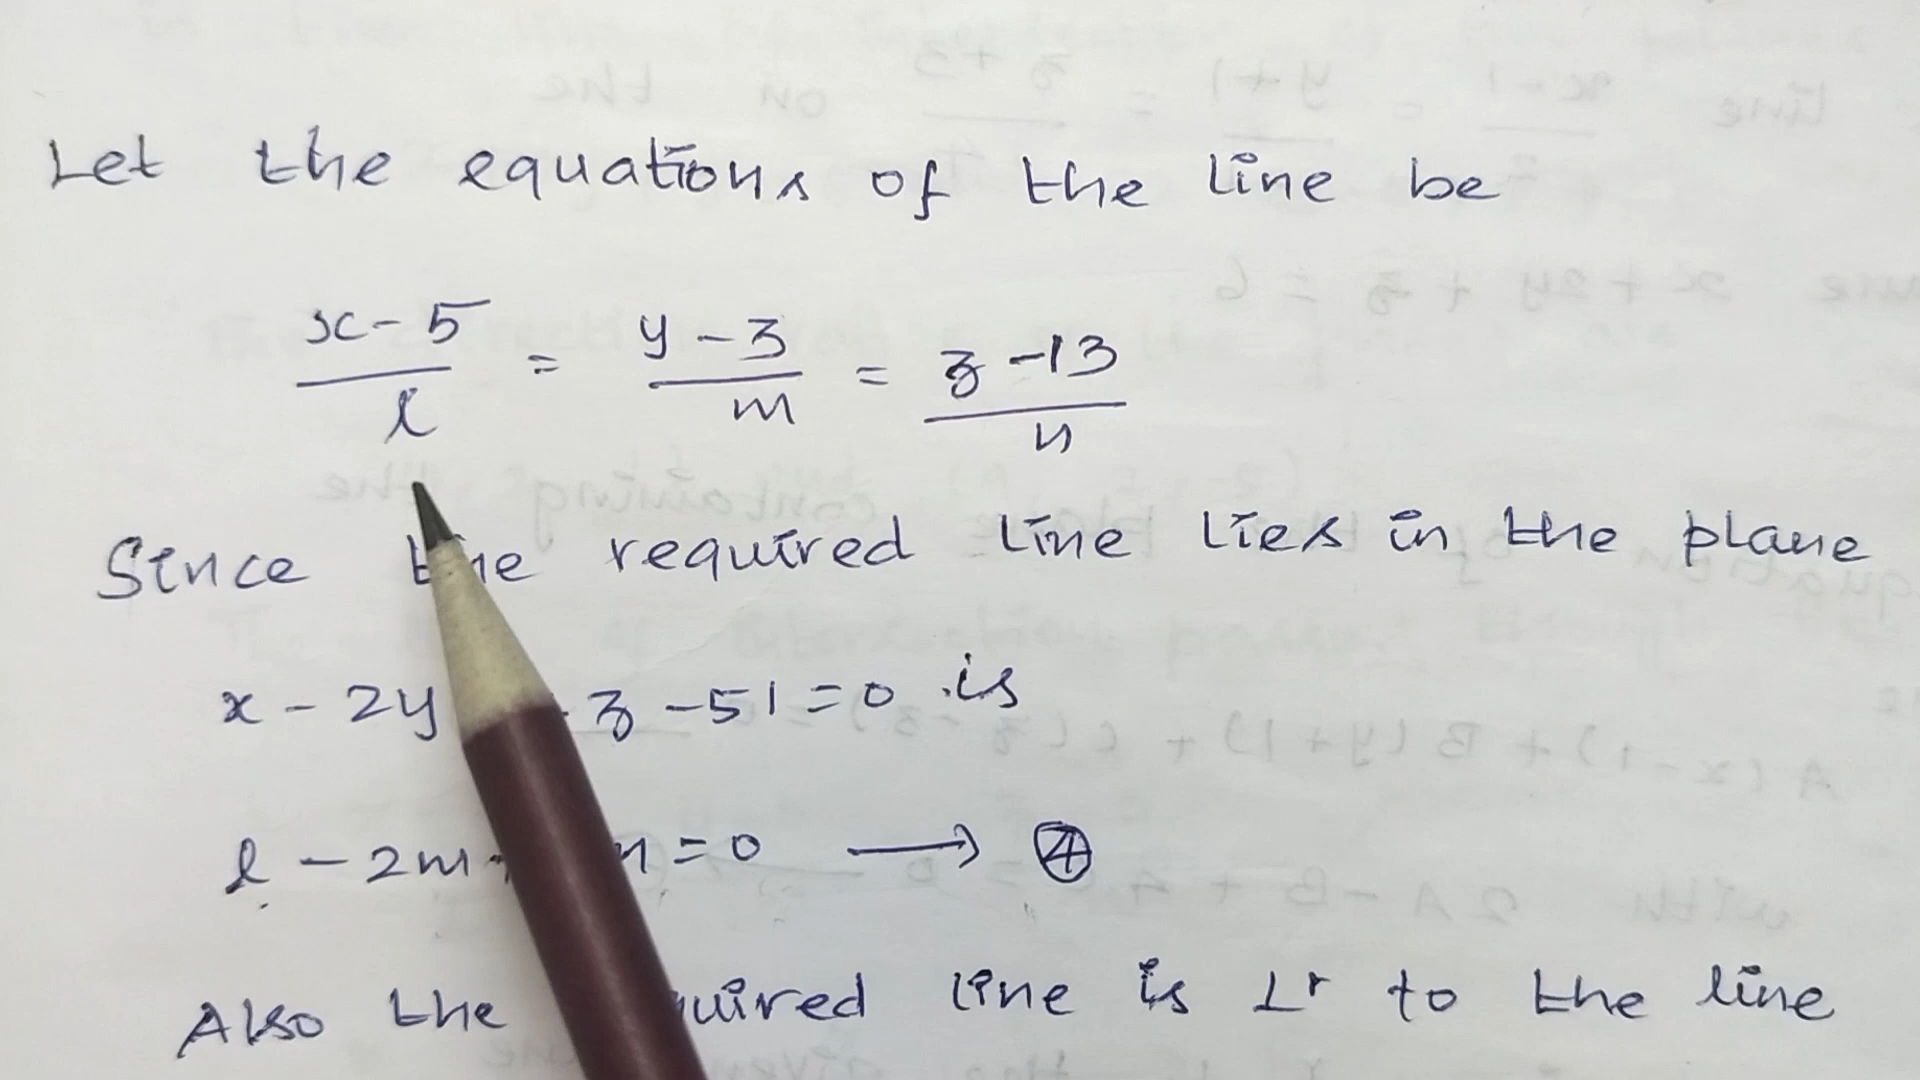 Let the equations of the line be
x-5/l = y-3/m = z-13/n
Since the required line lies in the plane
x - 2y z - 51 = 0 is
l - 2m n = 0 → ④
Also the line is ⊥r to the line